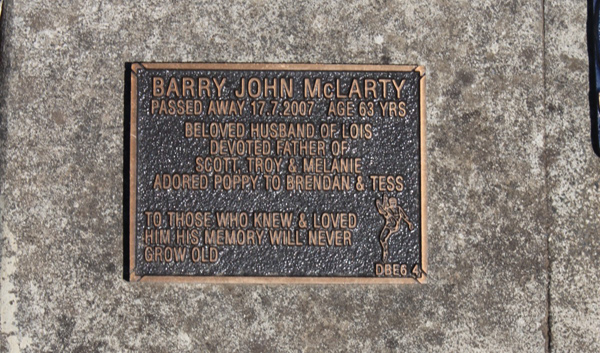 BARRY JOHN McLARTY
PASSED AWAY 17.7.2007 AGE 63 YRS.
BELOVED HUSBAND OF LOIS
DEVOTED FATHER OF
SCOTT, TROY & MELANIE
ADORED POPPY TO BRENDAN & TESS
TO THOSE WHO KNEW & LOVED
HIM HIS MEMORY WILL NEVER
GROW OLD
DBE6 4